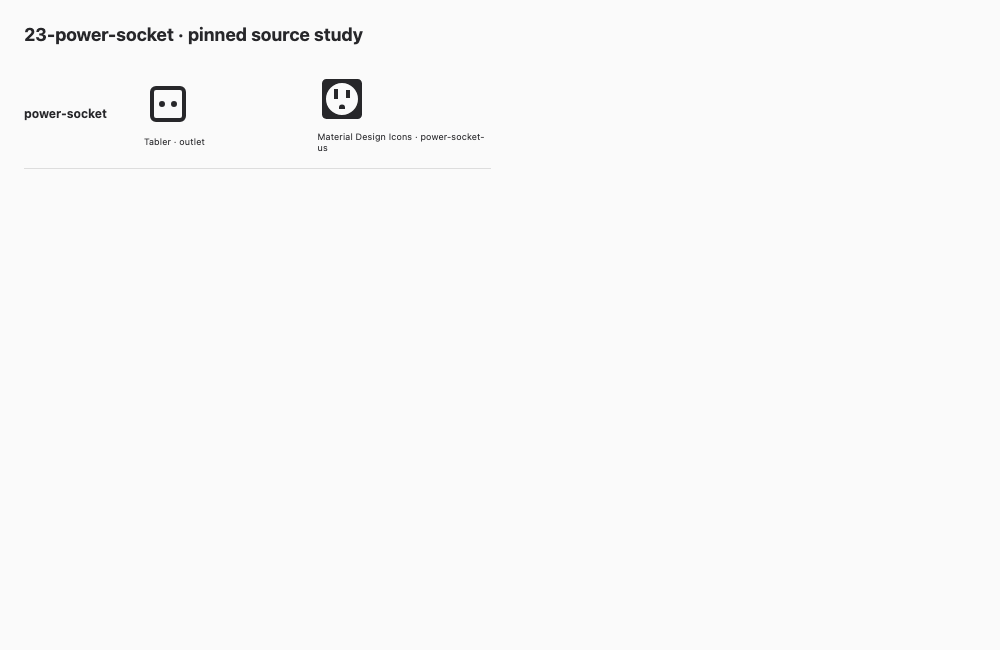 23-power-socket · pinned source study
power-socket
Tabler · outlet
Material Design Icons · power-socket-
us